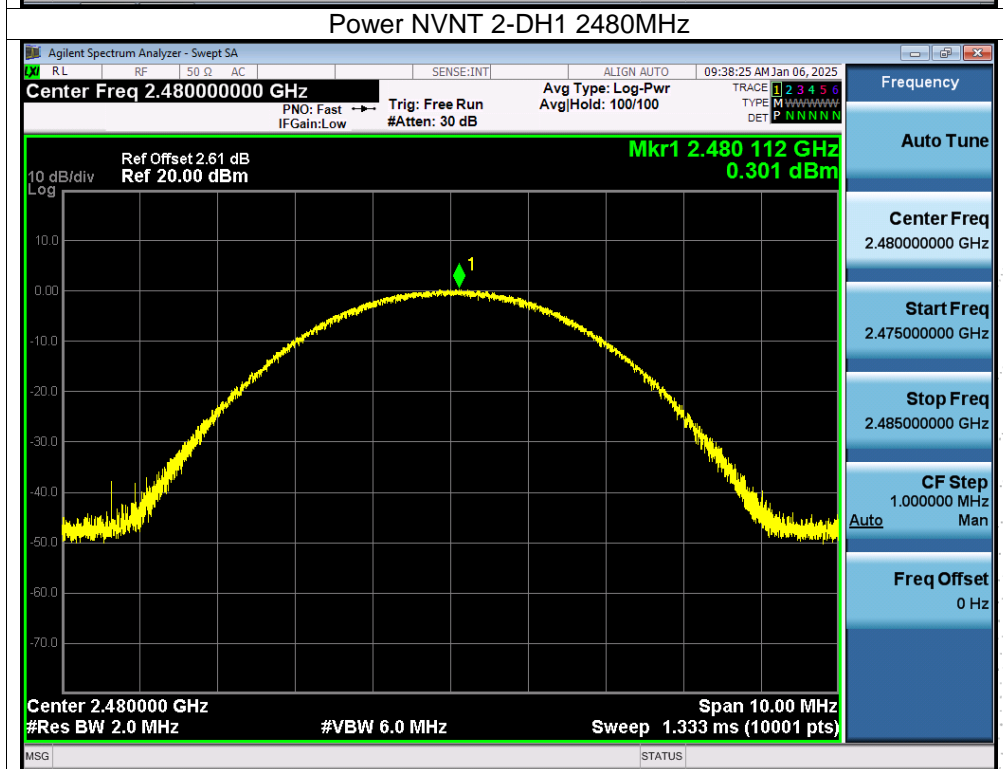 Power NVNT 2-DH1 2480MHz
Agilent Spectrum Analyzer - Swept SA
LXI RL RF 50 Ω AC SENSE:INT ALIGN AUTO 09:38:25 AM Jan 06, 2025
Center Freq 2.480000000 GHz
PNO: Fast
IFGain:Low
Trig: Free Run
#Atten: 30 dB
Avg Type: Log-Pwr
Avg|Hold: 100/100
TRACE 1 2 3 4 5 6
TYPE M WWWWW
DET P N N N N N
Frequency
Mkr1 2.480 112 GHz
0.301 dBm
Ref Offset 2.61 dB
10 dB/div Ref 20.00 dBm
Log
10.0
0.00
-10.0
-20.0
-30.0
-40.0
-50.0
-60.0
-70.0
1
Center 2.480000 GHz Span 10.00 MHz
#Res BW 2.0 MHz #VBW 6.0 MHz Sweep 1.333 ms (10001 pts)
Auto Tune
Center Freq
2.480000000 GHz
Start Freq
2.475000000 GHz
Stop Freq
2.485000000 GHz
CF Step
1.000000 MHz
Auto Man
Freq Offset
0 Hz
MSG STATUS